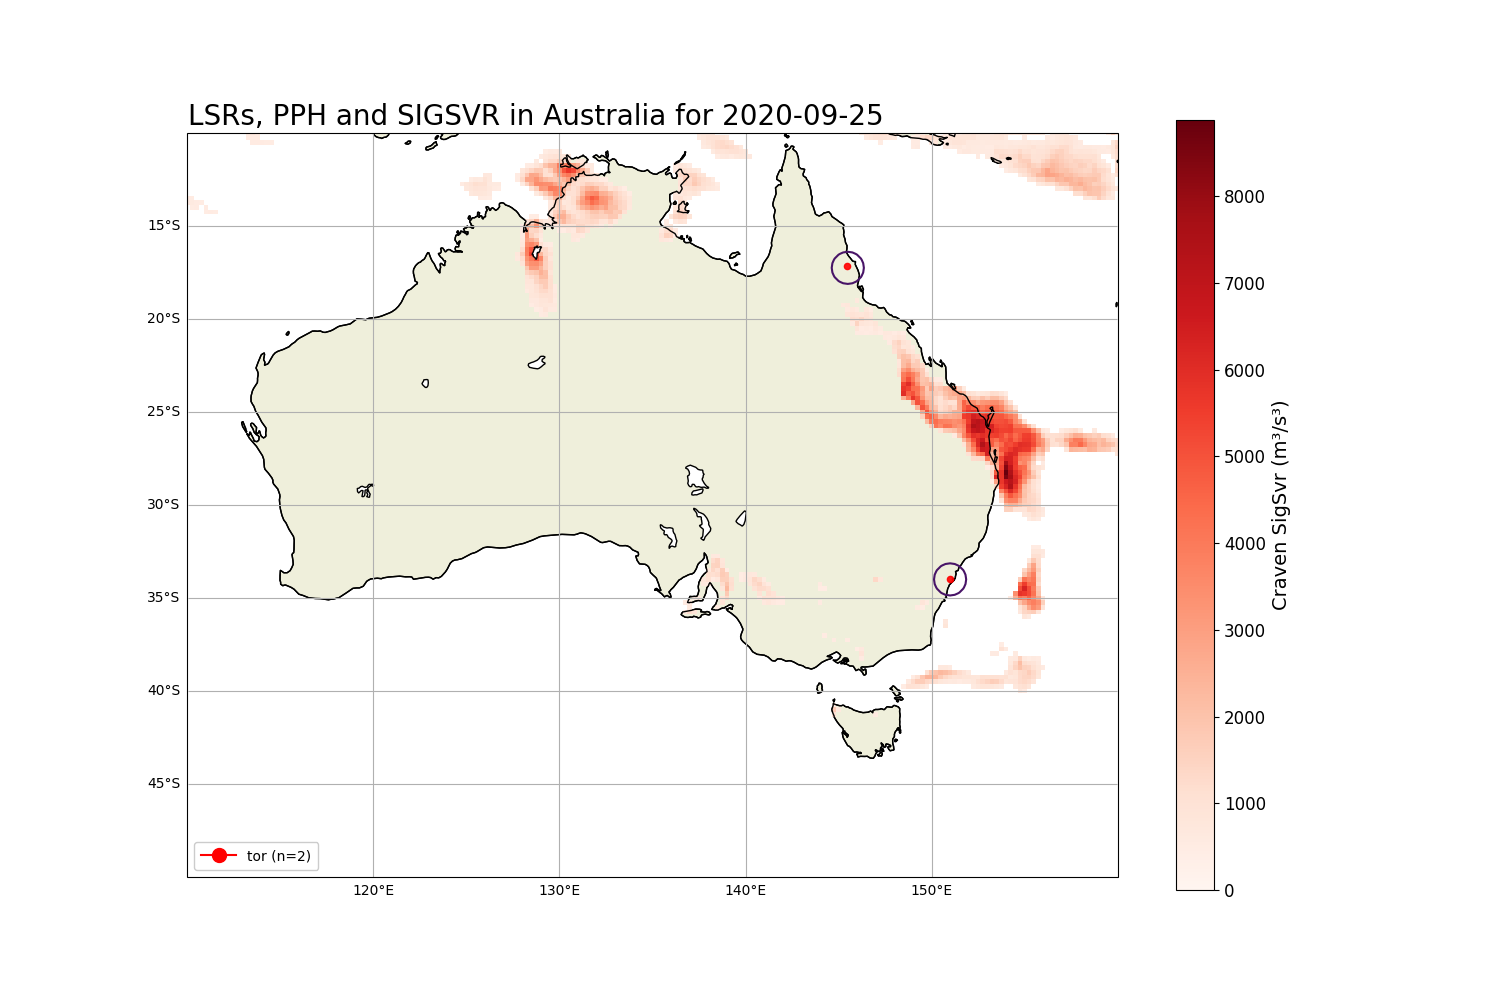 LSRs, PPH and SIGSVR in Australia for 2020-09-25
15°S
20°S
25°S
30°S
35°S
40°S
45°S
120°E
130°E
140°E
150°E
tor (n=2)
8000
7000
6000
5000
4000
3000
2000
1000
0
Craven SigSvr (m³/s³)